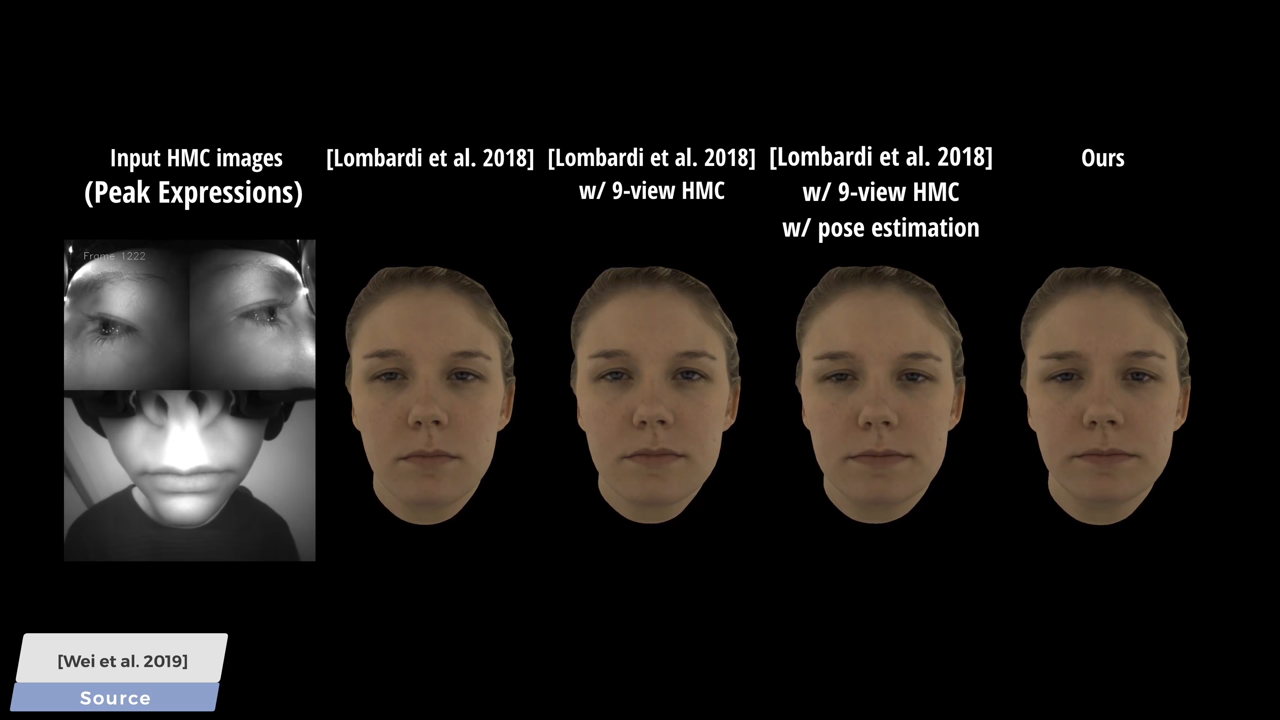 Input HMC images
(Peak Expressions)
[Lombardi et al. 2018]
[Lombardi et al. 2018]
w/ 9-view HMC
[Lombardi et al. 2018]
w/ 9-view HMC
w/ pose estimation
Ours
Frame 1222
[Wei et al. 2019]
Source